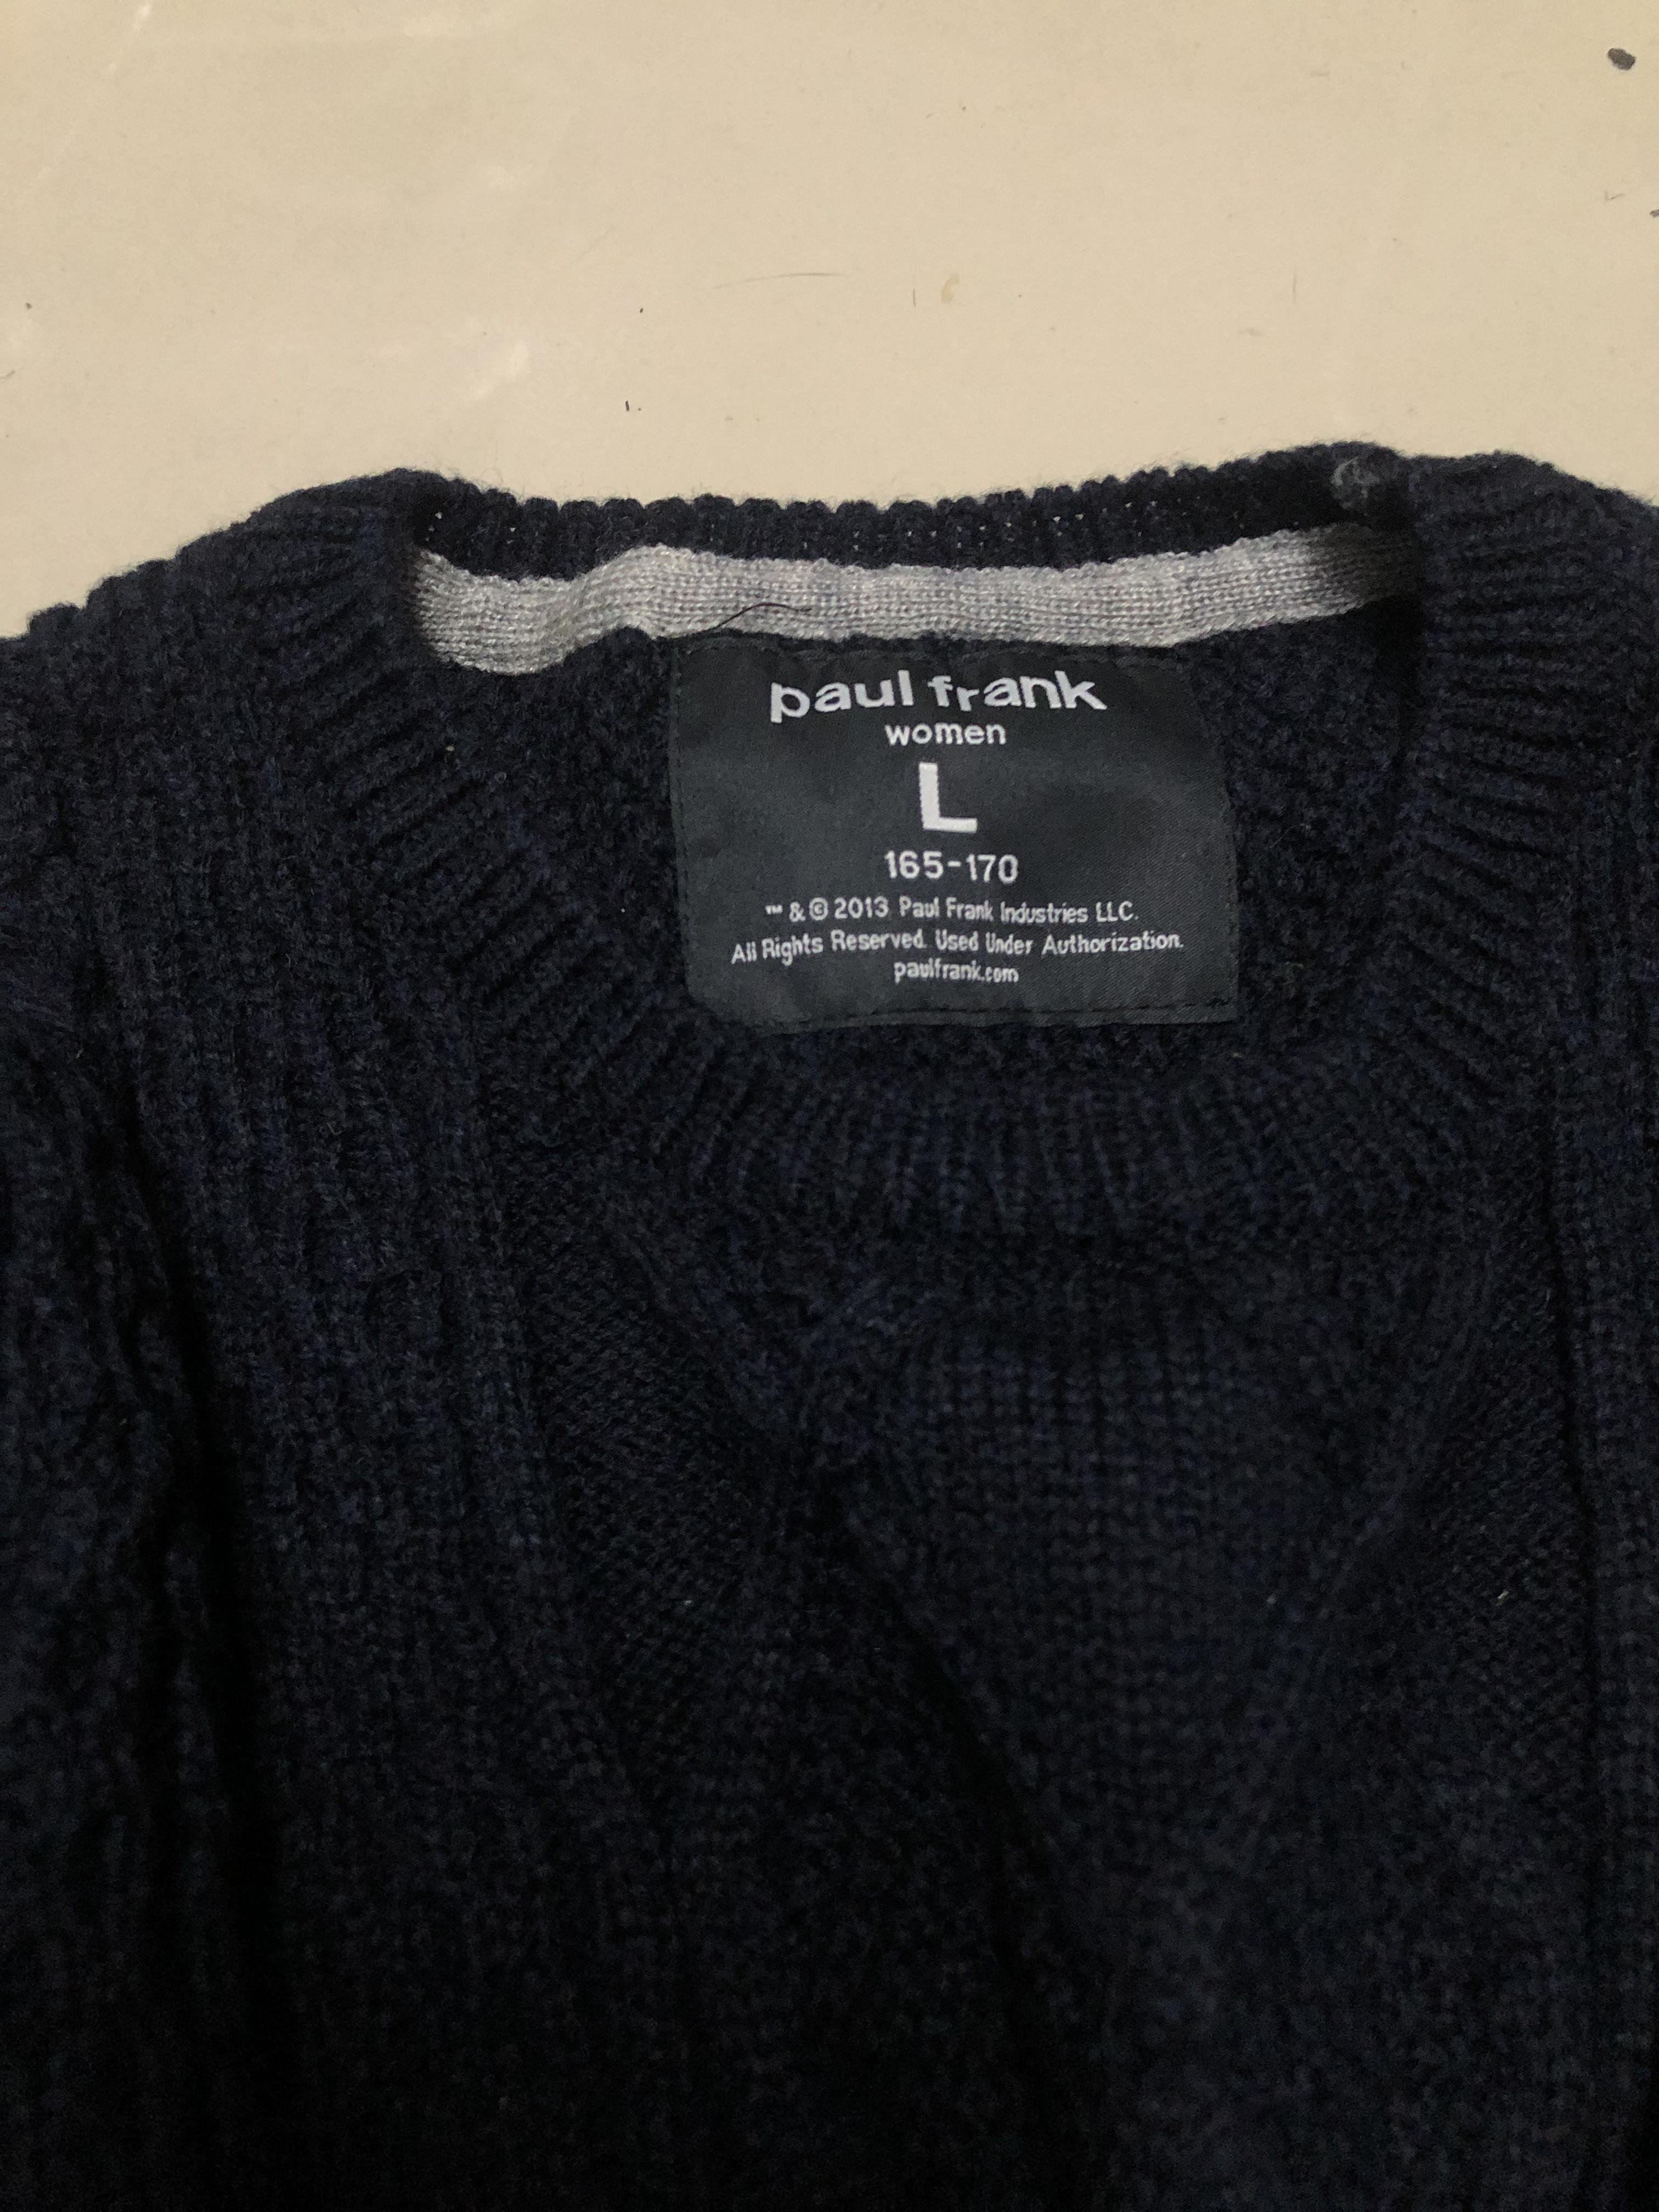 paul frank
women
L
165-170
™ & © 2013 Paul Frank Industries LLC.
All Rights Reserved. Used Under Authorization.
paulfrank.com